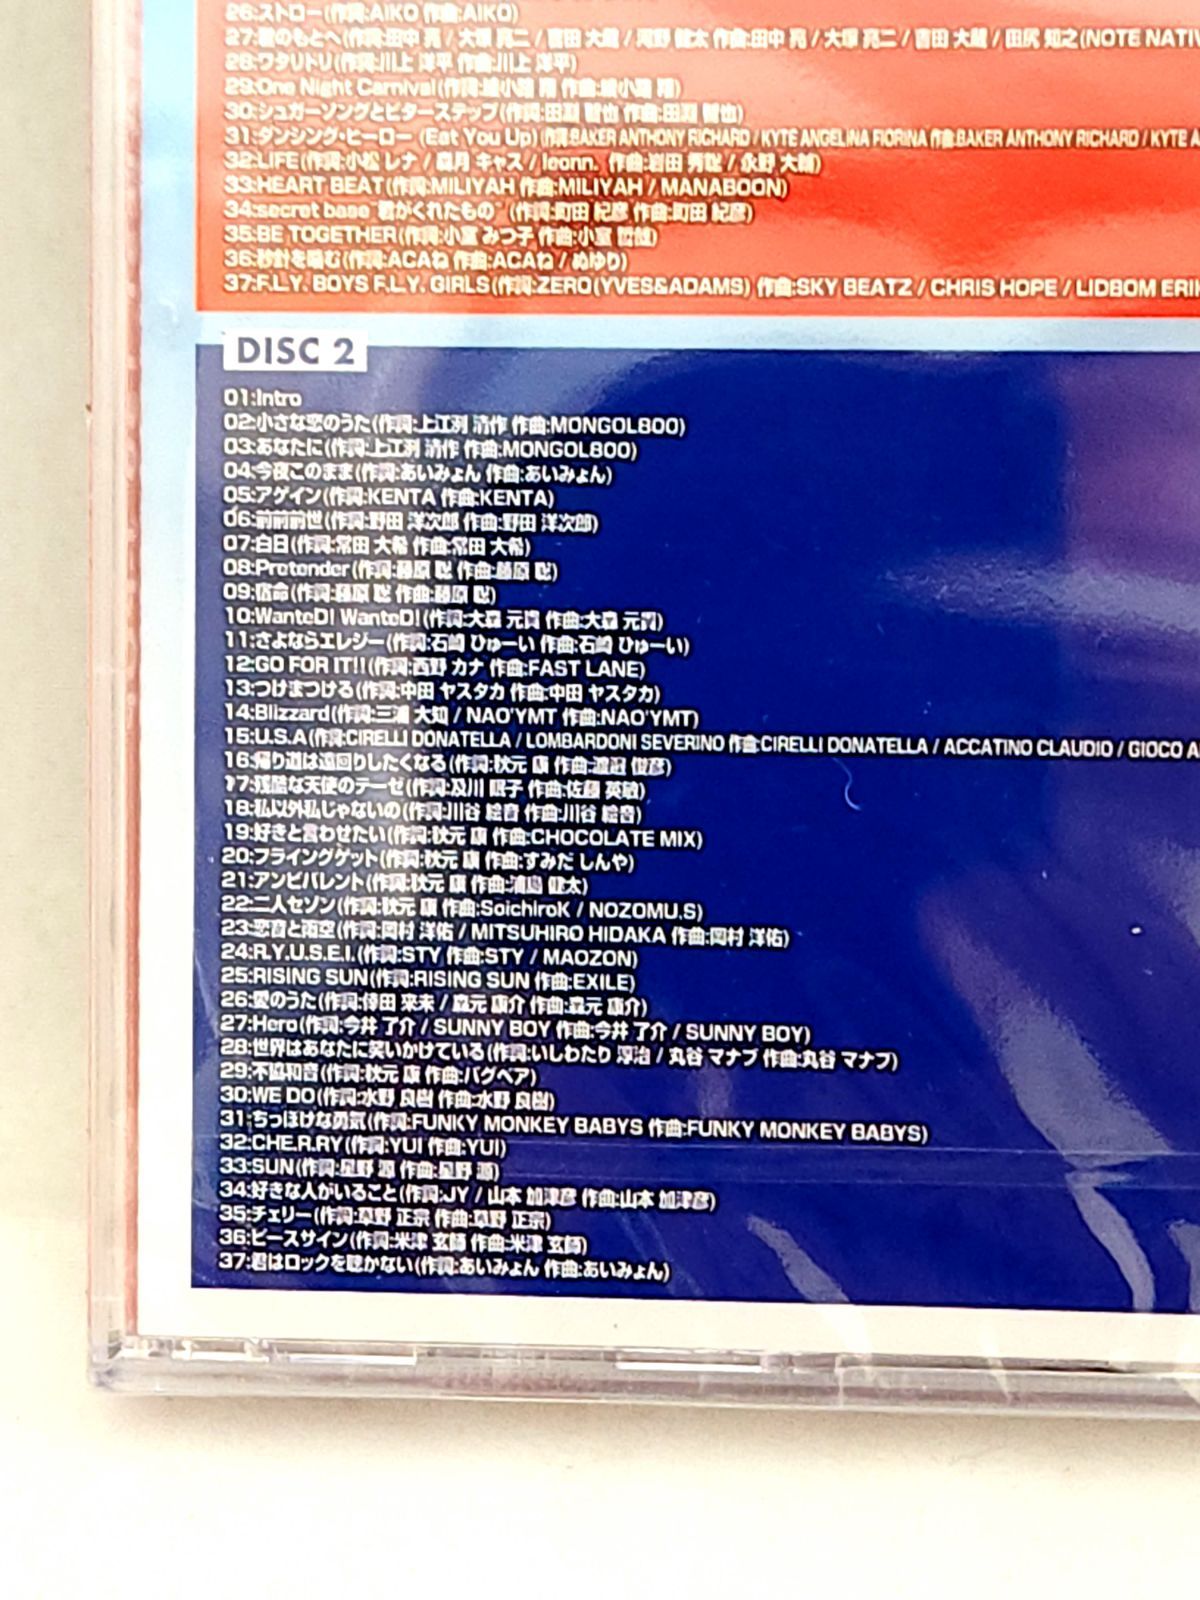 26:ストロー(作詞:AIKO 作曲:AIKO)
27:君のもとへ(作詞:田中 亮 / 大塚 亮二 / 吉田 大蔵 / 河野 健太 作曲:田中 亮 / 大塚 亮二 / 吉田 大蔵 / 田尻 知之(NOTE NATIV
28:ワタリドリ(作詞:川上 洋平 作曲:川上 洋平)
29:One Night Carnival(作詞:綾小路 翔 作曲:綾小路 翔)
30:シュガーソングとビターステップ(作詞:田淵 智也 作曲:田淵 智也)
31:ダンシング・ヒーロー (Eat You Up)(作詞:BAKER ANTHONY RICHARD / KYTE ANGELINA FIORINA 作曲:BAKER ANTHONY RICHARD / KYTE A
32:LIFE(作詞:小松 レナ / 森月 キャス / leonn. 作曲:岩田 秀聡 / 永野 大輔)
33:HEART BEAT(作詞:MILIYAH 作曲:MILIYAH / MANABOON)
34:secret base"君がくれたもの"(作詞:町田 紀彦 作曲:町田 紀彦)
35:BE TOGETHER(作詞:小室 みつ子 作曲:小室 哲哉)
36:秒針を噛む(作詞:ACAね 作曲:ACAね / ぬゆり)
37:F.L.Y. BOYS F.L.Y. GIRLS(作詞:ZERO(YVES&ADAMS) 作曲:SKY BEATZ / CHRIS HOPE / LIDBOM ERIK
DISC 2
01:Intro
02:小さな恋のうた(作詞:上江洌 清作 作曲:MONGOL800)
03:あなたに(作詞:上江洌 清作 作曲:MONGOL800)
04:今夜このまま(作詞:あいみょん 作曲:あいみょん)
05:アゲイン(作詞:KENTA 作曲:KENTA)
06:前前前世(作詞:野田 洋次郎 作曲:野田 洋次郎)
07:白日(作詞:常田 大希 作曲:常田 大希)
08:Pretender(作詞:藤原 聡 作曲:藤原 聡)
09:宿命(作詞:藤原 聡 作曲:藤原 聡)
10:WanteD! WanteD!(作詞:大森 元貴 作曲:大森 元貴)
11:さよならエレジー(作詞:石崎 ひゅーい 作曲:石崎 ひゅーい)
12:GO FOR IT!!(作詞:西野 カナ 作曲:FAST LANE)
13:つけまつける(作詞:中田 ヤスタカ 作曲:中田 ヤスタカ)
14:Blizzard(作詞:三浦 大知 / NAO'YMT 作曲:NAO'YMT)
15:U.S.A(作詞:CIRELLI DONATELLA / LOMBARDONI SEVERINO 作曲:CIRELLI DONATELLA / ACCATINO CLAUDIO / GIOCO A
16:帰り道は遠回りしたくなる(作詞:秋元 康 作曲:渡邉 俊彦)
17:残酷な天使のテーゼ(作詞:及川 眠子 作曲:佐藤 英敏)
18:私以外私じゃないの(作詞:川谷 絵音 作曲:川谷 絵音)
19:好きと言わせたい(作詞:秋元 康 作曲:CHOCOLATE MIX)
20:フライングゲット(作詞:秋元 康 作曲:すみだ しんや)
21:アンビバレント(作詞:秋元 康 作曲:浦島 健太)
22:二人セゾン(作詞:秋元 康 作曲:SoichiroK / NOZOMU.S)
23:恋音と雨空(作詞:岡村 洋佑 / MITSUHIRO HIDAKA 作曲:岡村 洋佑)
24:R.Y.U.S.E.I.(作詞:STY 作曲:STY / MAOZON)
25:RISING SUN(作詞:RISING SUN 作曲:EXILE)
26:愛のうた(作詞:倖田 來未 / 森元 康介 作曲:森元 康介)
27:Hero(作詞:今井 了介 / SUNNY BOY 作曲:今井 了介 / SUNNY BOY)
28:世界はあなたに笑いかけている(作詞:いしわたり 淳治 / 丸谷 マナブ 作曲:丸谷 マナブ)
29:不協和音(作詞:秋元 康 作曲:バグベア)
30:WE DO(作詞:水野 良樹 作曲:水野 良樹)
31:ちっぽけな勇気(作詞:FUNKY MONKEY BABYS 作曲:FUNKY MONKEY BABYS)
32:CHE.R.RY(作詞:YUI 作曲:YUI)
33:SUN(作詞:星野 源 作曲:星野 源)
34:好きな人がいること(作詞:JY / 山本 加津彦 作曲:山本 加津彦)
35:チェリー(作詞:草野 正宗 作曲:草野 正宗)
36:ピースサイン(作詞:米津 玄師 作曲:米津 玄師)
37:君はロックを聴かない(作詞:あいみょん 作曲:あいみょん)